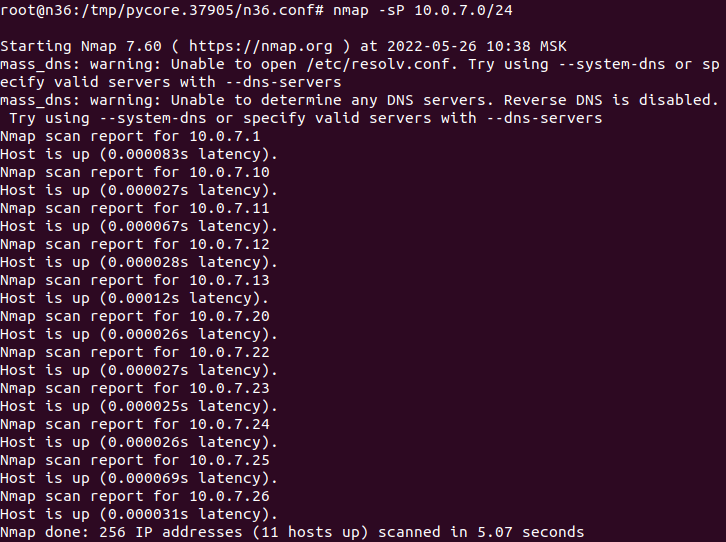 root@n36:/tmp/pycore.37905/n36.conf# nmap -sP 10.0.7.0/24
Starting Nmap 7.60 ( https://nmap.org ) at 2022-05-26 10:38 MSK
mass_dns: warning: Unable to open /etc/resolv.conf. Try using --system-dns or sp
ecify valid servers with --dns-servers
mass_dns: warning: Unable to determine any DNS servers. Reverse DNS is disabled.
 Try using --system-dns or specify valid servers with --dns-servers
Nmap scan report for 10.0.7.1
Host is up (0.000083s latency).
Nmap scan report for 10.0.7.10
Host is up (0.000027s latency).
Nmap scan report for 10.0.7.11
Host is up (0.000067s latency).
Nmap scan report for 10.0.7.12
Host is up (0.000028s latency).
Nmap scan report for 10.0.7.13
Host is up (0.00012s latency).
Nmap scan report for 10.0.7.20
Host is up (0.000026s latency).
Nmap scan report for 10.0.7.22
Host is up (0.000027s latency).
Nmap scan report for 10.0.7.23
Host is up (0.000025s latency).
Nmap scan report for 10.0.7.24
Host is up (0.000026s latency).
Nmap scan report for 10.0.7.25
Host is up (0.000069s latency).
Nmap scan report for 10.0.7.26
Host is up (0.000031s latency).
Nmap done: 256 IP addresses (11 hosts up) scanned in 5.07 seconds